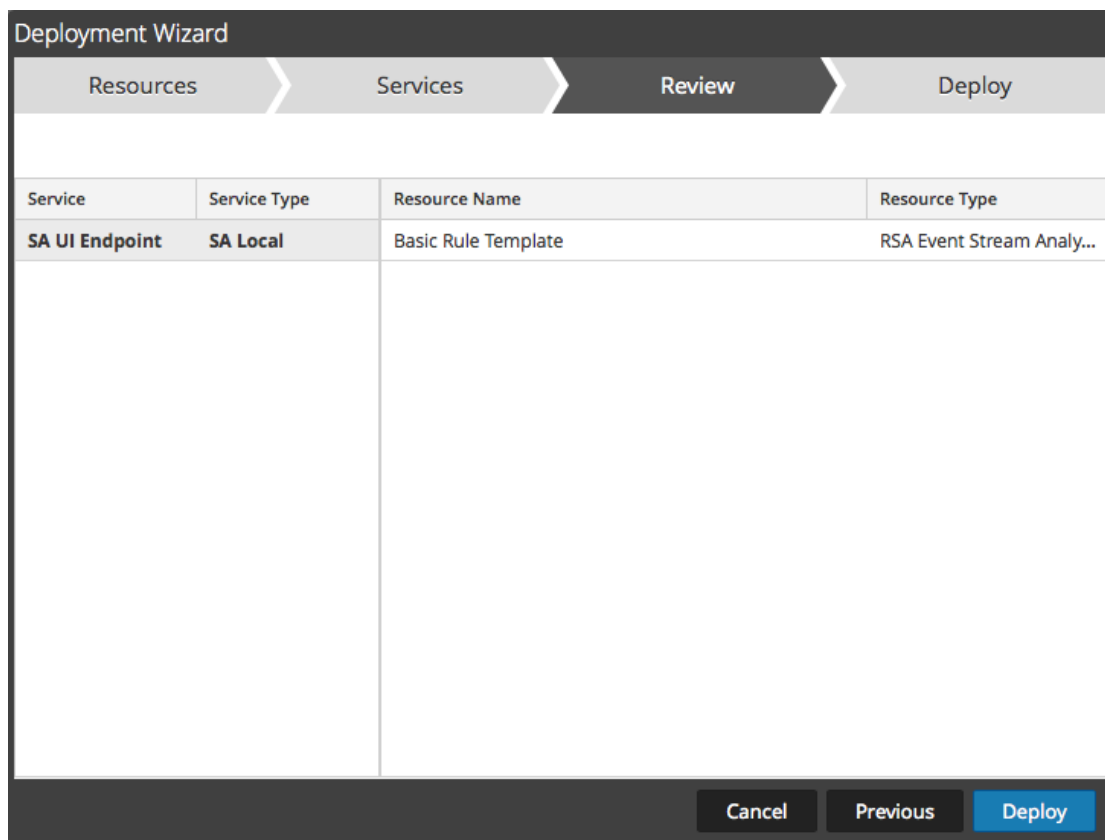 Deployment Wizard
Resources Services Review Deploy
Service Service Type Resource Name Resource Type
SA UI Endpoint SA Local Basic Rule Template RSA Event Stream Analy...
Cancel Previous Deploy